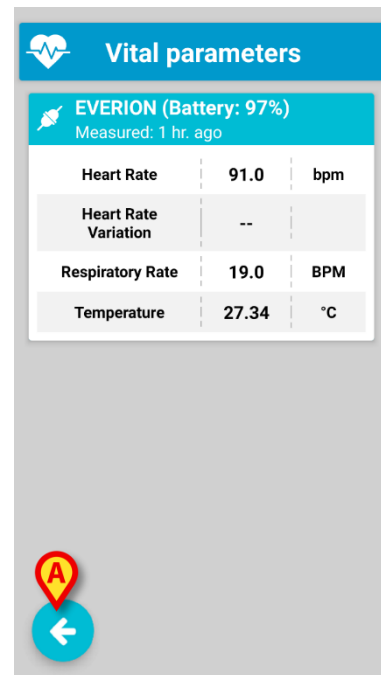 Vital parameters
EVERION (Battery: 97%)
Measured: 1 hr. ago
Heart Rate 91.0 bpm
Heart Rate
Variation --
Respiratory Rate 19.0 BPM
Temperature 27.34 °C
A